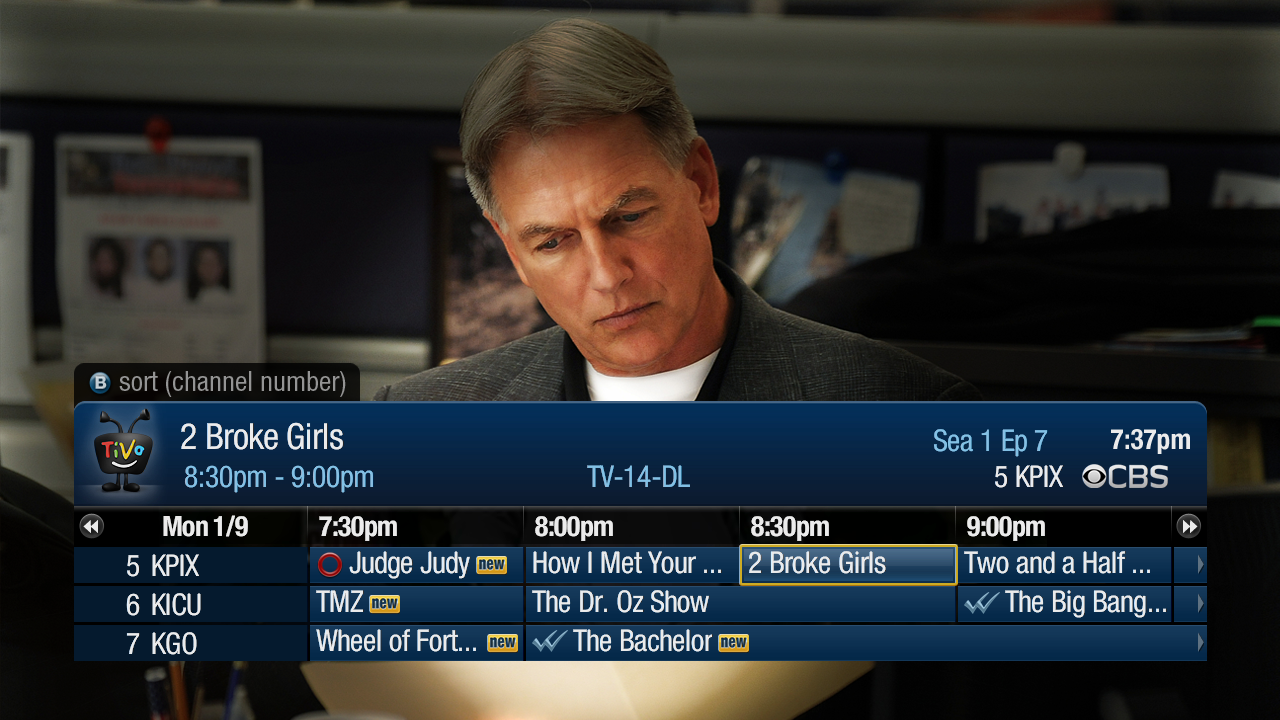 B sort (channel number)
TiVo 2 Broke Girls Sea 1 Ep 7 7:37pm
8:30pm - 9:00pm TV-14-DL 5 KPIX CBS
Mon 1/9 7:30pm 8:00pm 8:30pm 9:00pm
5 KPIX Judge Judy new How I Met Your ... 2 Broke Girls Two and a Half ...
6 KICU TMZ new The Dr. Oz Show The Big Bang...
7 KGO Wheel of Fort... new The Bachelor new